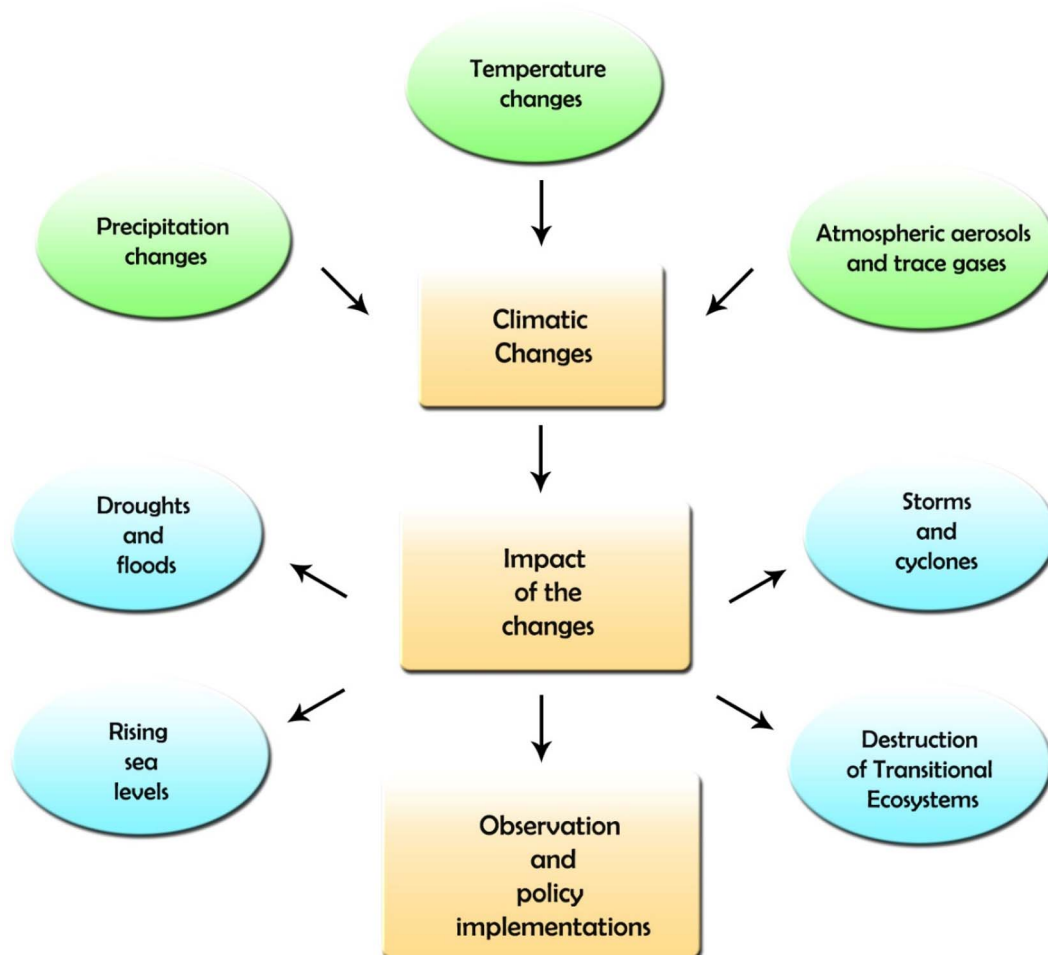 Temperature
changes
Precipitation
changes
Atmospheric aerosols
and trace gases
Climatic
Changes
Droughts
and
floods
Impact
of the
changes
Storms
and
cyclones
Rising
sea
levels
Destruction
of Transitional
Ecosystems
Observation
and
policy
implementations